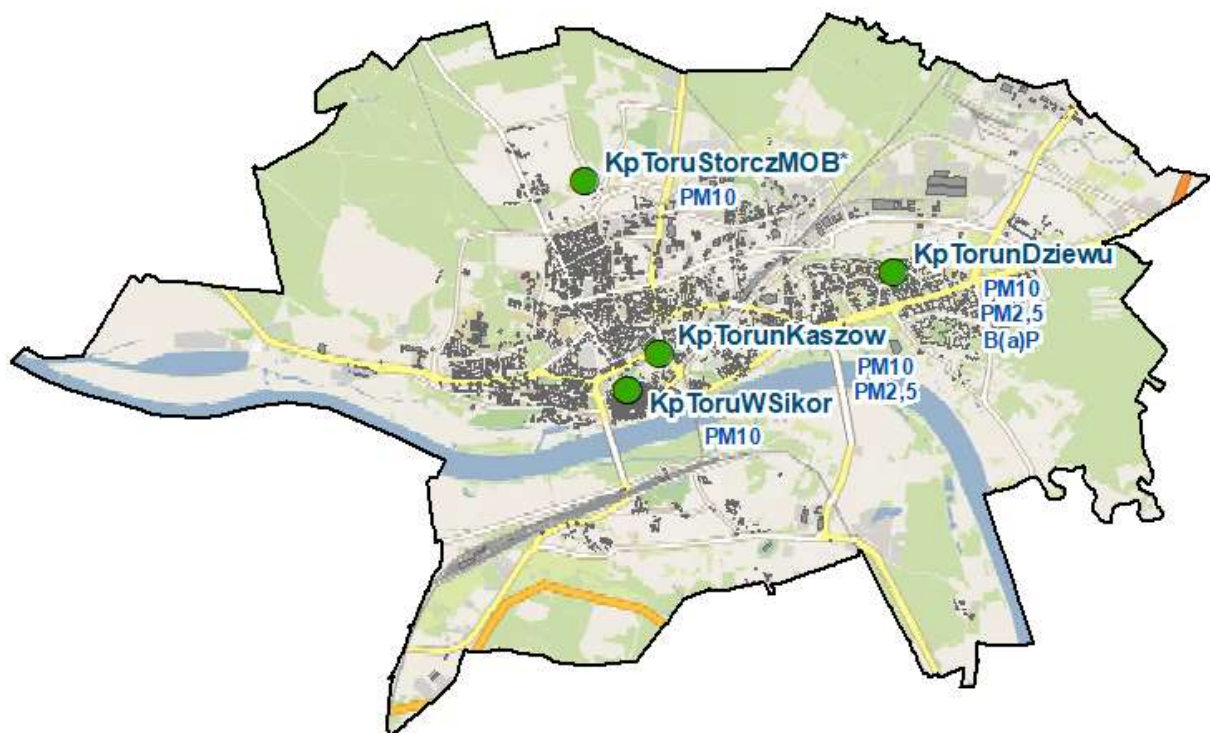 KpToruStorczMOB*
PM10
KpTorunDziewu
PM10
PM2,5
B(a)P
KpTorunKaszow
PM10
PM2,5
KpToruWSikor
PM10